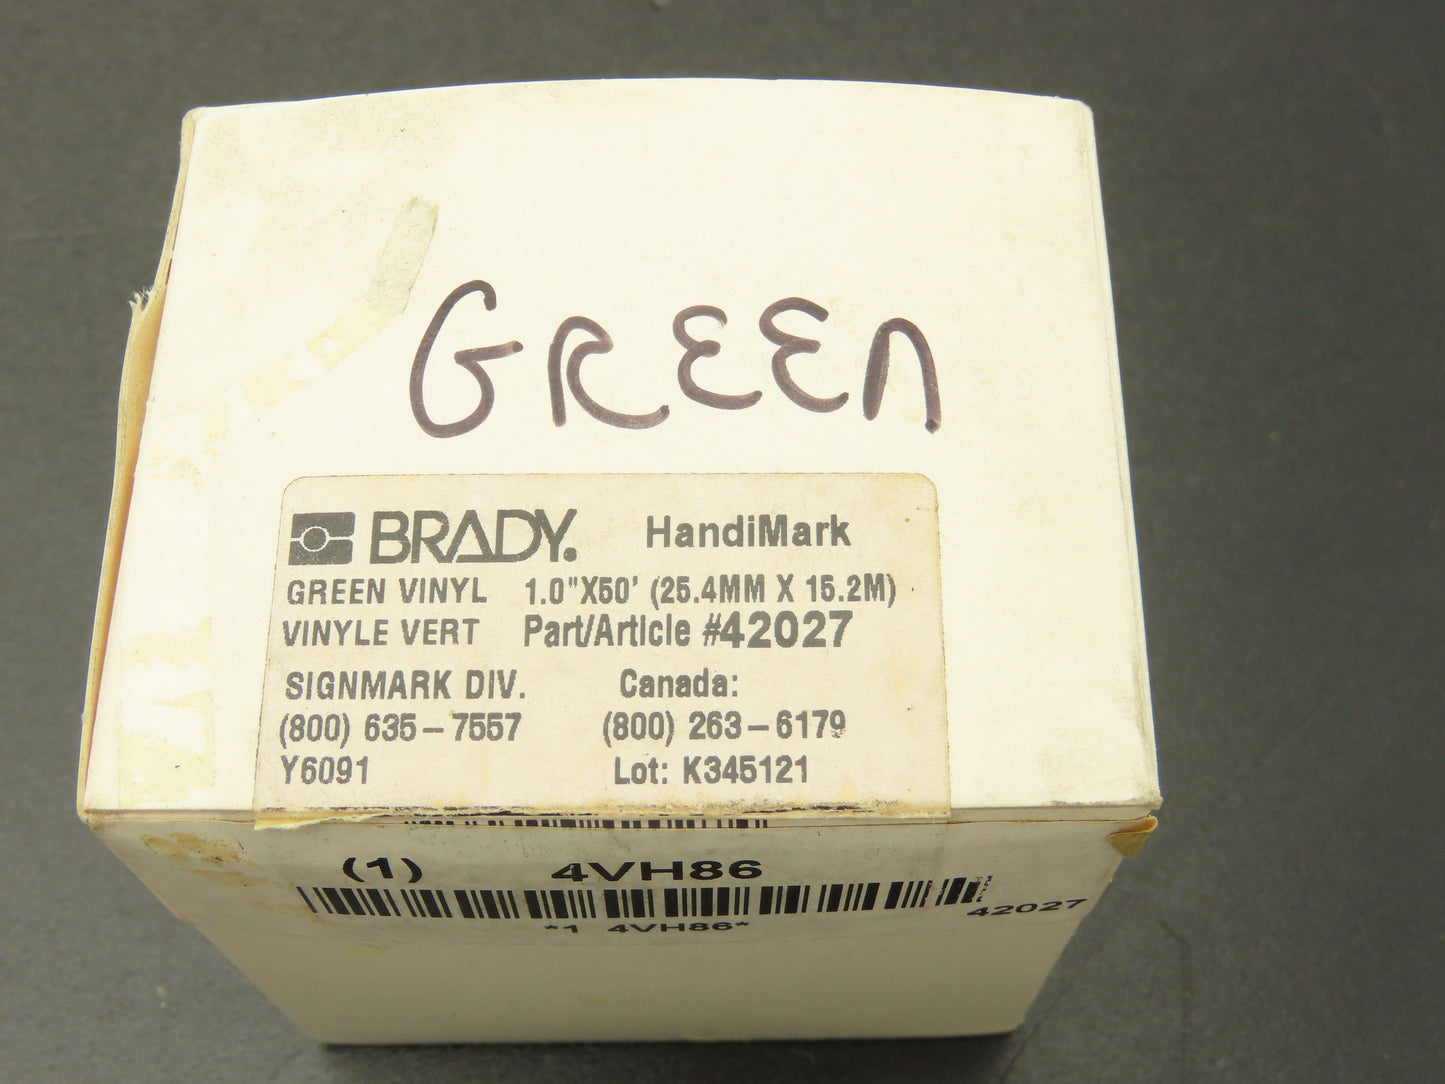 GREEN
BRADY. HandiMark
GREEN VINYL 1.0"X50' (25.4MM X 15.2M)
VINYLE VERT Part/Article #42027
SIGNMARK DIV. Canada:
(800) 635-7557 (800) 263-6179
Y6091 Lot: K345121
(1) 4VH86
42027
*1 4VH86*